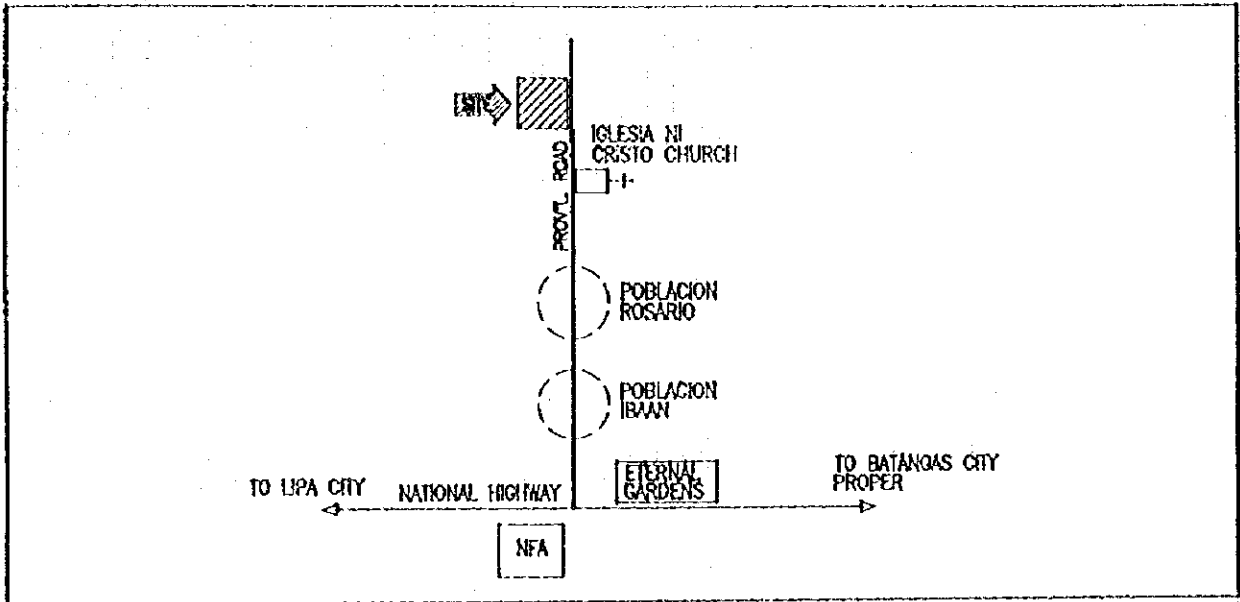 SITE
IGLESIA NI
CRISTO CHURCH
PROV'L. ROAD
POBLACION
ROSARIO
POBLACION
IBAAN
TO LIPA CITY
NATIONAL HIGHWAY
ETERNAL
GARDENS
TO BATANGAS CITY
PROPER
NFA